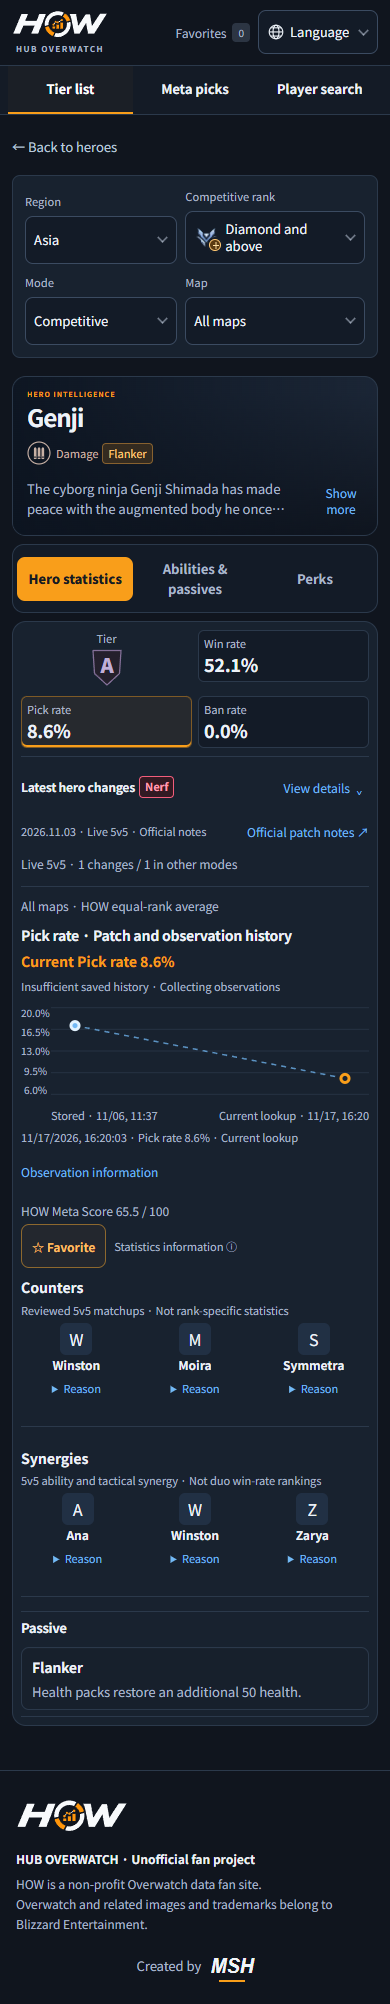 HOW
HUB OVERWATCH
Favorites 0
Language
Tier list Meta picks Player search
← Back to heroes
Region
Asia
Competitive rank
Diamond and
above
Mode
Competitive
Map
All maps
HERO INTELLIGENCE
Genji
Damage Flanker
The cyborg ninja Genji Shimada has made
peace with the augmented body he once…
Show
more
Hero statistics
Abilities &
passives
Perks
Tier
A
Win rate
52.1%
Pick rate
8.6%
Ban rate
0.0%
Latest hero changes Nerf View details ⌄
2026.11.03 · Live 5v5 · Official notes Official patch notes ↗
Live 5v5 · 1 changes / 1 in other modes
All maps · HOW equal-rank average
Pick rate · Patch and observation history
Current Pick rate 8.6%
Insufficient saved history · Collecting observations
20.0%
16.5%
13.0%
9.5%
6.0%
Stored · 11/06, 11:37 Current lookup · 11/17, 16:20
11/17/2026, 16:20:03 · Pick rate 8.6% · Current lookup
Observation information
HOW Meta Score 65.5 / 100
☆ Favorite Statistics information ⓘ
Counters
Reviewed 5v5 matchups · Not rank-specific statistics
W M S
Winston Moira Symmetra
▶ Reason ▶ Reason ▶ Reason
Synergies
5v5 ability and tactical synergy · Not duo win-rate rankings
A W Z
Ana Winston Zarya
▶ Reason ▶ Reason ▶ Reason
Passive
Flanker
Health packs restore an additional 50 health.
HOW
HUB OVERWATCH · Unofficial fan project
HOW is a non-profit Overwatch data fan site.
Overwatch and related images and trademarks belong to
Blizzard Entertainment.
Created by MSH